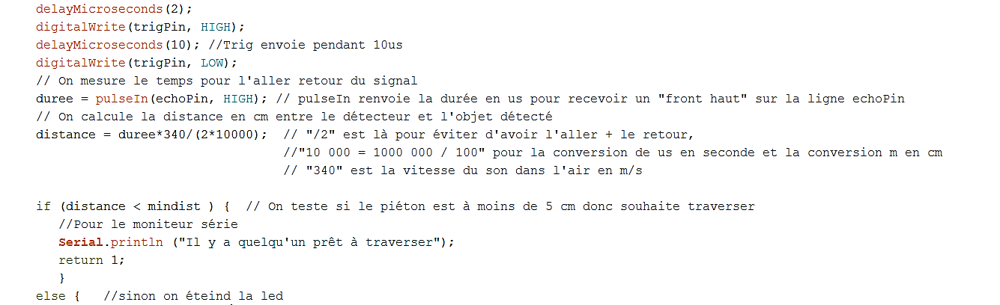 delayMicroseconds(2);
digitalWrite(trigPin, HIGH);
delayMicroseconds(10); //Trig envoie pendant 10us
digitalWrite(trigPin, LOW);
// On mesure le temps pour l'aller retour du signal
duree = pulseIn(echoPin, HIGH); // pulseIn renvoie la durée en us pour recevoir un "front haut" sur la ligne echoPin
// On calcule la distance en cm entre le détecteur et l'objet détecté
distance = duree*340/(2*10000);  // "/2" est là pour éviter d'avoir l'aller + le retour,
//"10 000 = 1000 000 / 100" pour la conversion de us en seconde et la conversion m en cm
// "340" est la vitesse du son dans l'air en m/s
if (distance < mindist ) {  // On teste si le piéton est à moins de 5 cm donc souhaite traverser
//Pour le moniteur série
Serial.println ("Il y a quelqu'un prêt à traverser");
return 1;
}
else {   //sinon on éteind la led